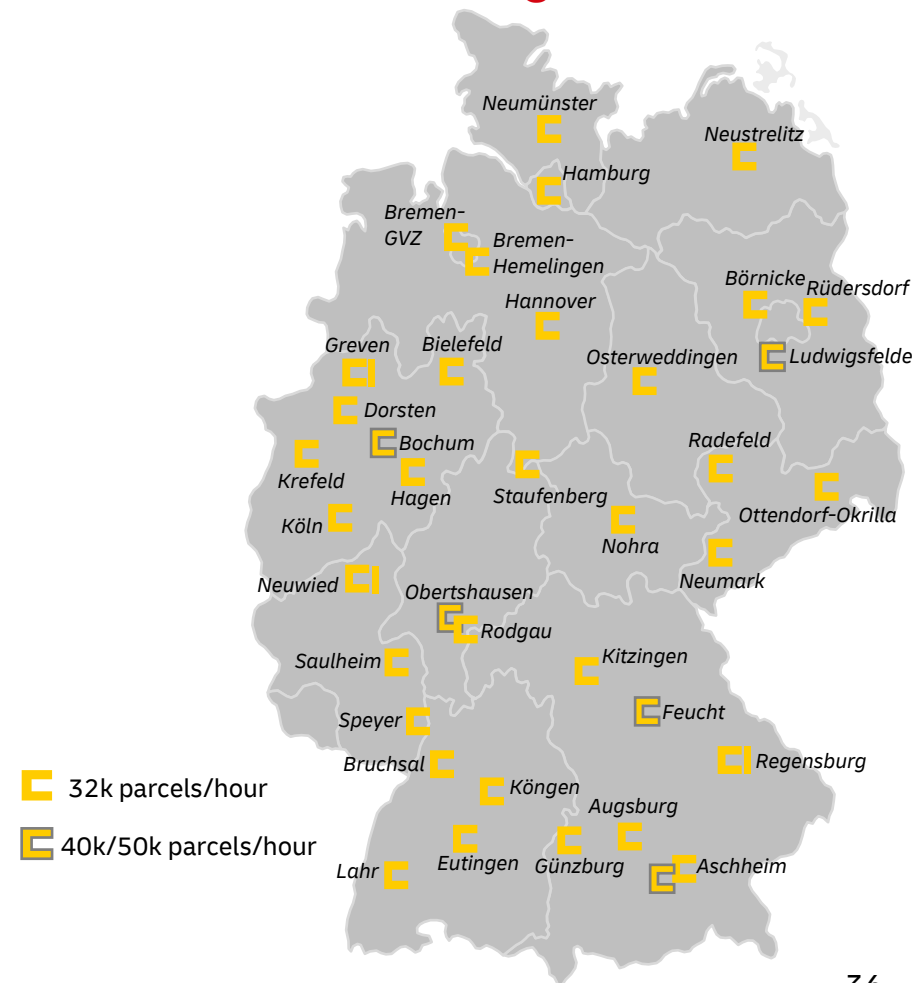 Neumünster
Neustrelitz
Hamburg
Bremen-
GVZ
Bremen-
Hemelingen
Börnicke
Rüdersdorf
Hannover
Greven
Bielefeld
Osterweddingen
Ludwigsfelde
Dorsten
Bochum
Radefeld
Krefeld
Hagen
Staufenberg
Ottendorf-Okrilla
Köln
Nohra
Neumark
Neuwied
Obertshausen
Rodgau
Saulheim
Kitzingen
Speyer
Feucht
Bruchsal
Regensburg
Köngen
32k parcels/hour
Augsburg
40k/50k parcels/hour
Eutingen
Günzburg
Aschheim
Lahr